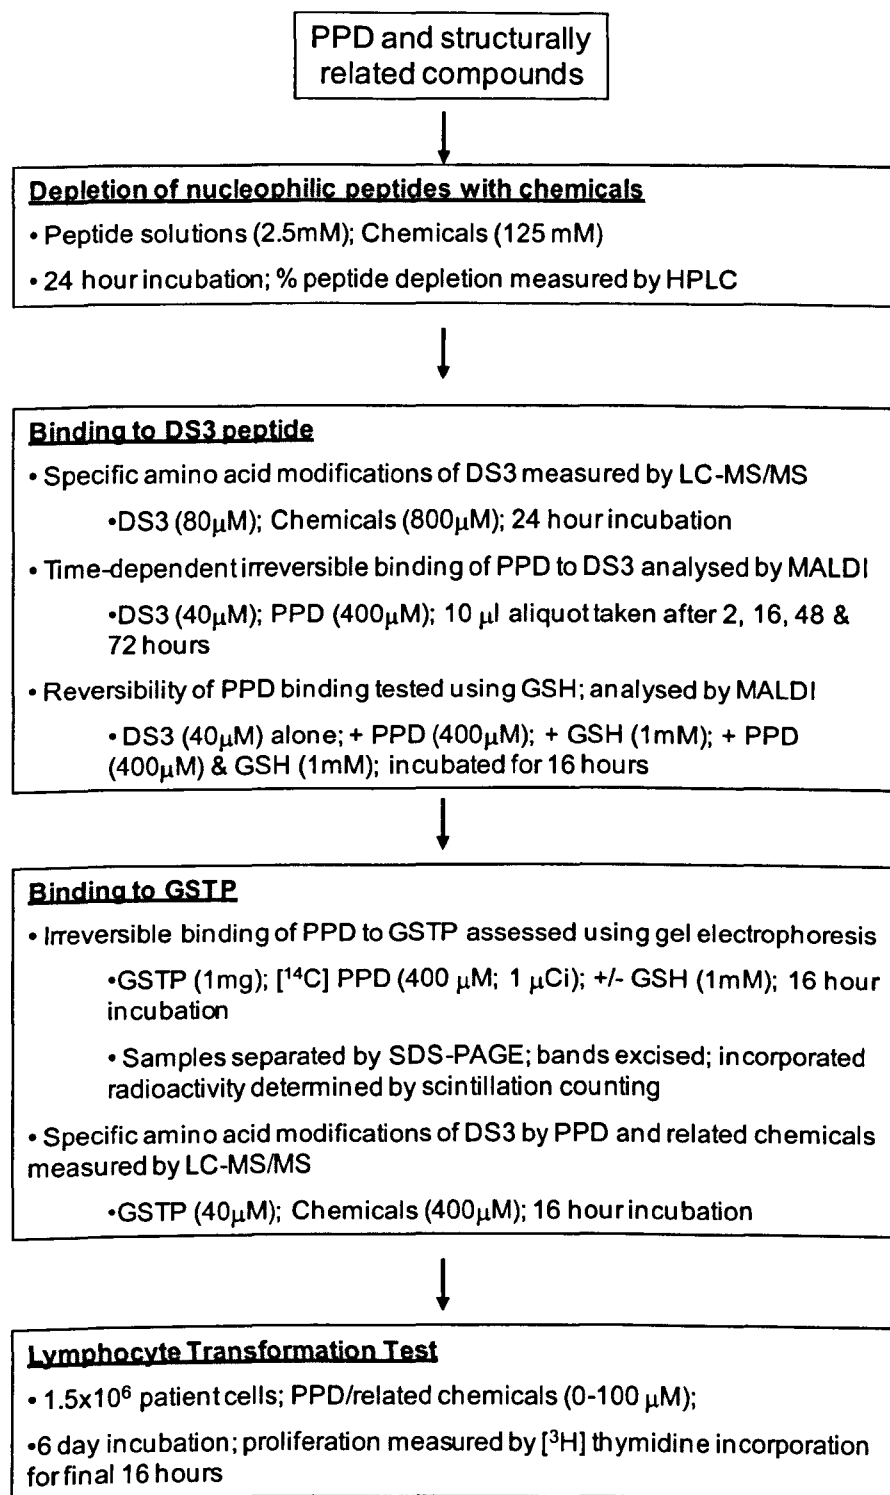 PPD and structurally
related compounds
Depletion of nucleophilic peptides with chemicals
• Peptide solutions (2.5mM); Chemicals (125 mM)
• 24 hour incubation; % peptide depletion measured by HPLC
Binding to DS3 peptide
• Specific amino acid modifications of DS3 measured by LC-MS/MS
•DS3 (80µM); Chemicals (800µM); 24 hour incubation
• Time-dependent irreversible binding of PPD to DS3 analysed by MALDI
•DS3 (40µM); PPD (400µM); 10 µl aliquot taken after 2, 16, 48 &
72 hours
• Reversibility of PPD binding tested using GSH; analysed by MALDI
• DS3 (40µM) alone; + PPD (400µM); + GSH (1mM); + PPD
(400µM) & GSH (1mM); incubated for 16 hours
Binding to GSTP
• Irreversible binding of PPD to GSTP assessed using gel electrophoresis
•GSTP (1mg); [¹⁴C] PPD (400 µM; 1 µCi); +/- GSH (1mM); 16 hour
incubation
• Samples separated by SDS-PAGE; bands excised; incorporated
radioactivity determined by scintillation counting
• Specific amino acid modifications of DS3 by PPD and related chemicals
measured by LC-MS/MS
•GSTP (40µM); Chemicals (400µM); 16 hour incubation
Lymphocyte Transformation Test
• 1.5x10⁶ patient cells; PPD/related chemicals (0-100 µM);
•6 day incubation; proliferation measured by [³H] thymidine incorporation
for final 16 hours